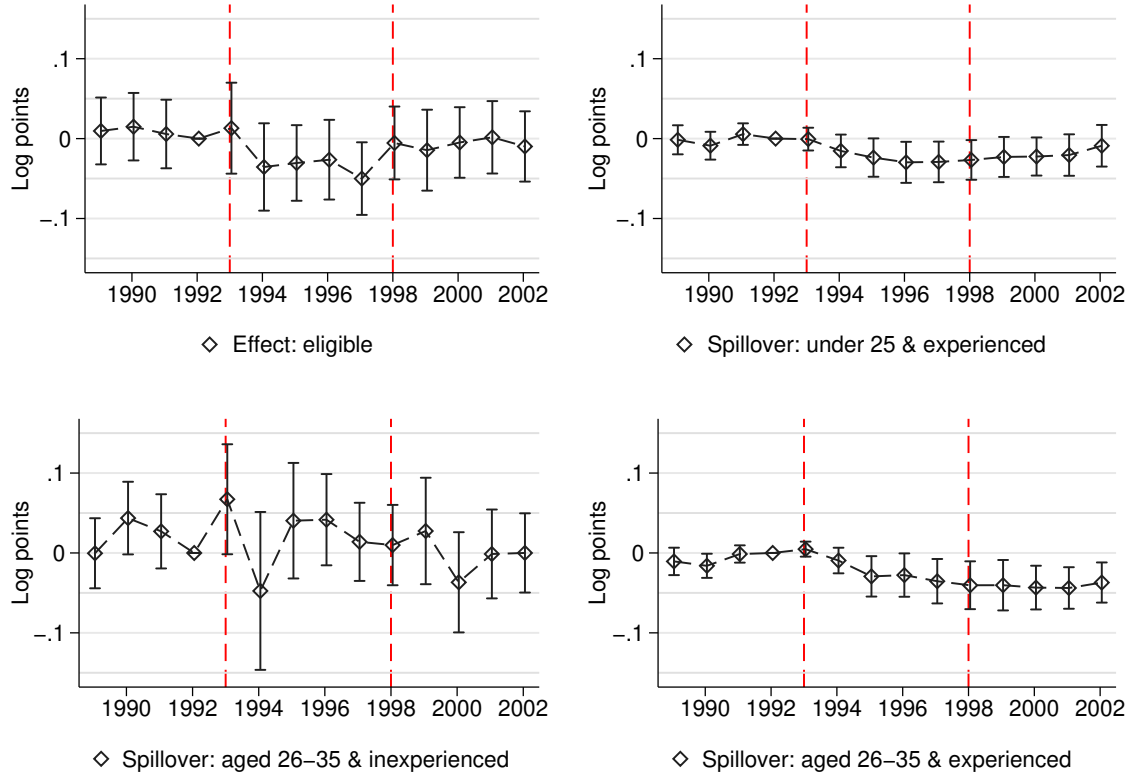 .1
0
−.1
Log points
1990 1992 1994 1996 1998 2000 2002
Effect: eligible
.1
0
−.1
Log points
1990 1992 1994 1996 1998 2000 2002
Spillover: under 25 & experienced
.1
0
−.1
Log points
1990 1992 1994 1996 1998 2000 2002
Spillover: aged 26−35 & inexperienced
.1
0
−.1
Log points
1990 1992 1994 1996 1998 2000 2002
Spillover: aged 26−35 & experienced